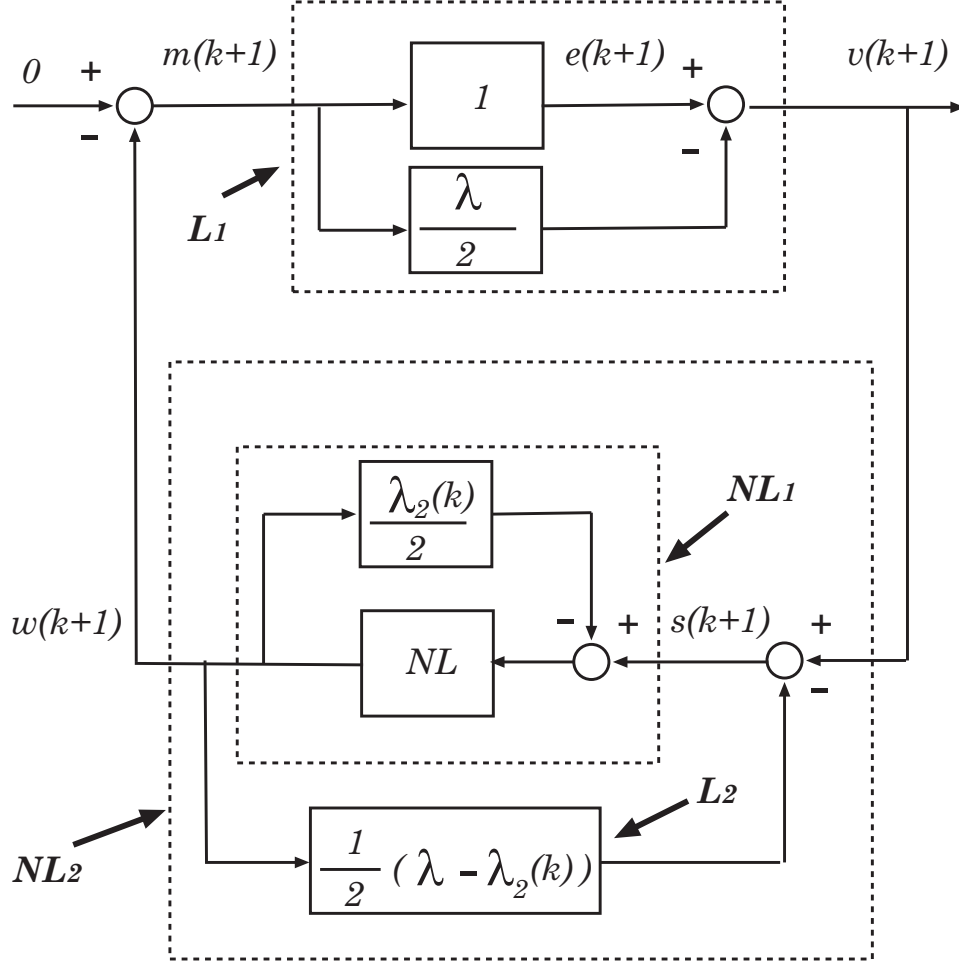 0
+
m(k+1)
-
1
e(k+1)
+
-
v(k+1)
λ
2
L1
λ2(k)
2
NL1
w(k+1)
NL
-
+
s(k+1)
+
-
L2
1
2
( λ - λ2(k) )
NL2